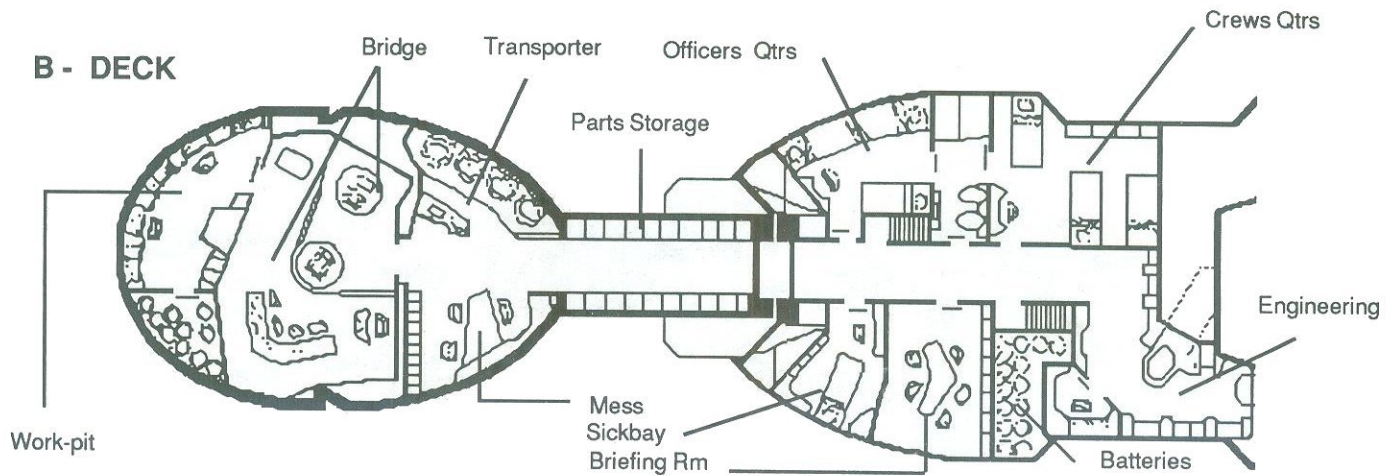 B - DECK
Bridge
Transporter
Officers Qtrs
Crews Qtrs
Parts Storage
Engineering
Work-pit
Mess
Sickbay
Briefing Rm
Batteries